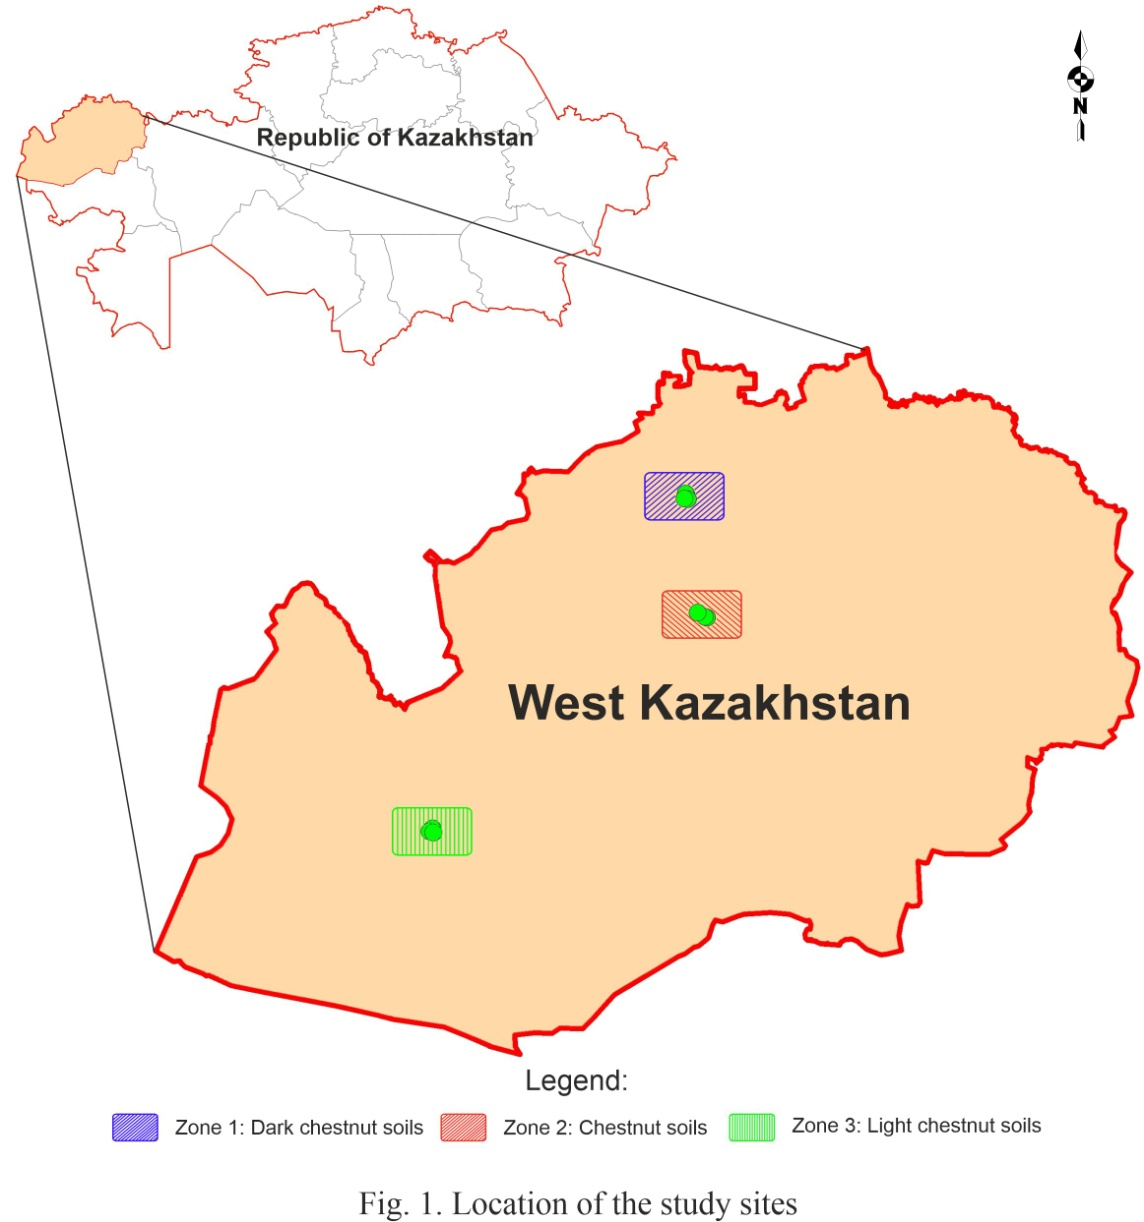 N
Republic of Kazakhstan
West Kazakhstan
Legend:
Zone 1: Dark chestnut soils Zone 2: Chestnut soils Zone 3: Light chestnut soils
Fig. 1. Location of the study sites